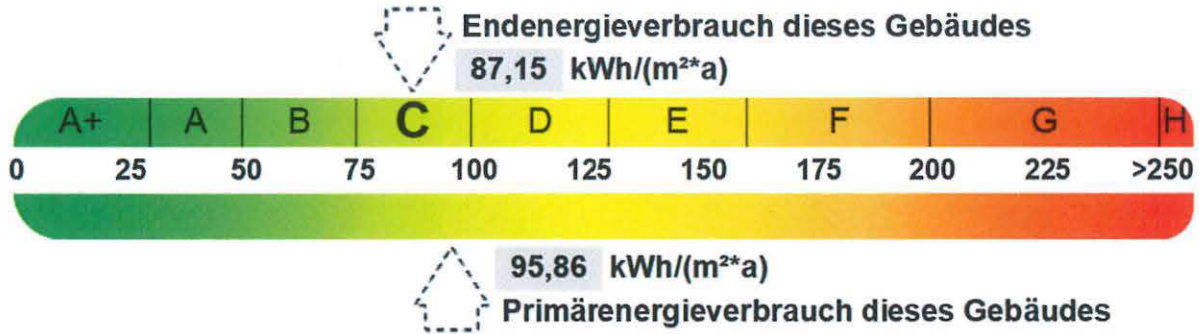 Endenergieverbrauch dieses Gebäudes
87,15 kWh/(m²*a)
A+ A B C D E F G H
0 25 50 75 100 125 150 175 200 225 >250
95,86 kWh/(m²*a)
Primärenergieverbrauch dieses Gebäudes